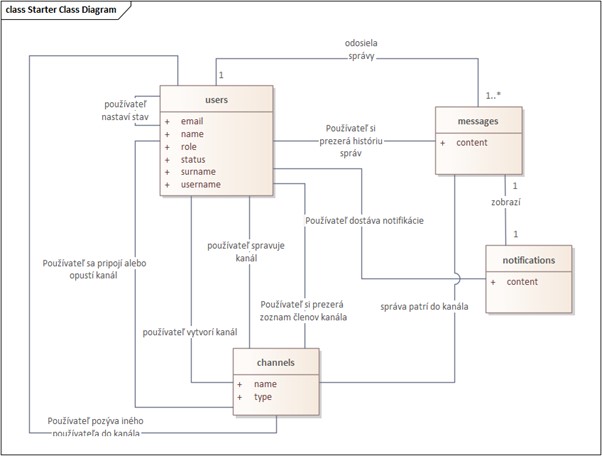 class Starter Class Diagram
odosiela
správy
1
1..*
users
+ email
+ name
+ role
+ status
+ surname
+ username
používateľ
nastaví stav
messages
+ content
Používateľ si
prezerá históriu
správ
1
zobrazí
1
Používateľ dostáva notifikácie
notifications
+ content
používateľ spravuje
kanál
Používateľ sa pripojí alebo
opustí kanál
Používateľ si prezerá
zoznam členov kanála
správa patrí do kanála
používateľ vytvorí kanál
channels
+ name
+ type
Používateľ pozýva iného
používateľa do kanála